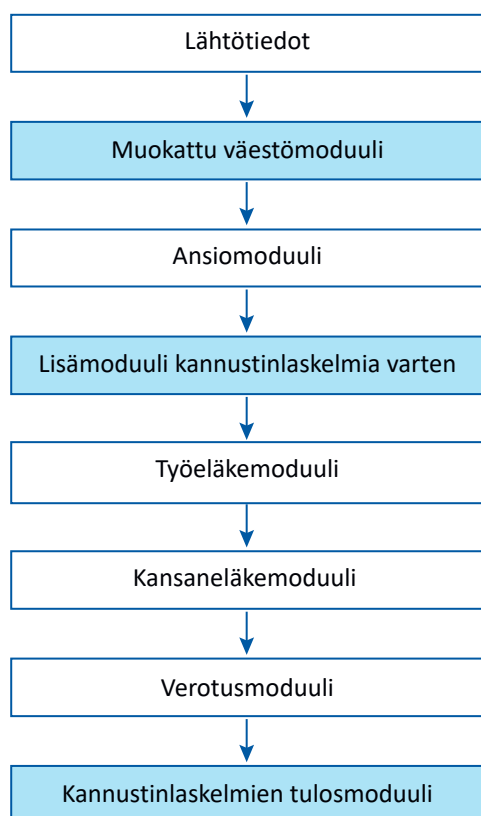 Lähtötiedot
Muokattu väestömoduuli
Ansiomoduuli
Lisämoduuli kannustinlaskelmia varten
Työeläkemoduuli
Kansaneläkemoduuli
Verotusmoduuli
Kannustinlaskelmien tulosmoduuli